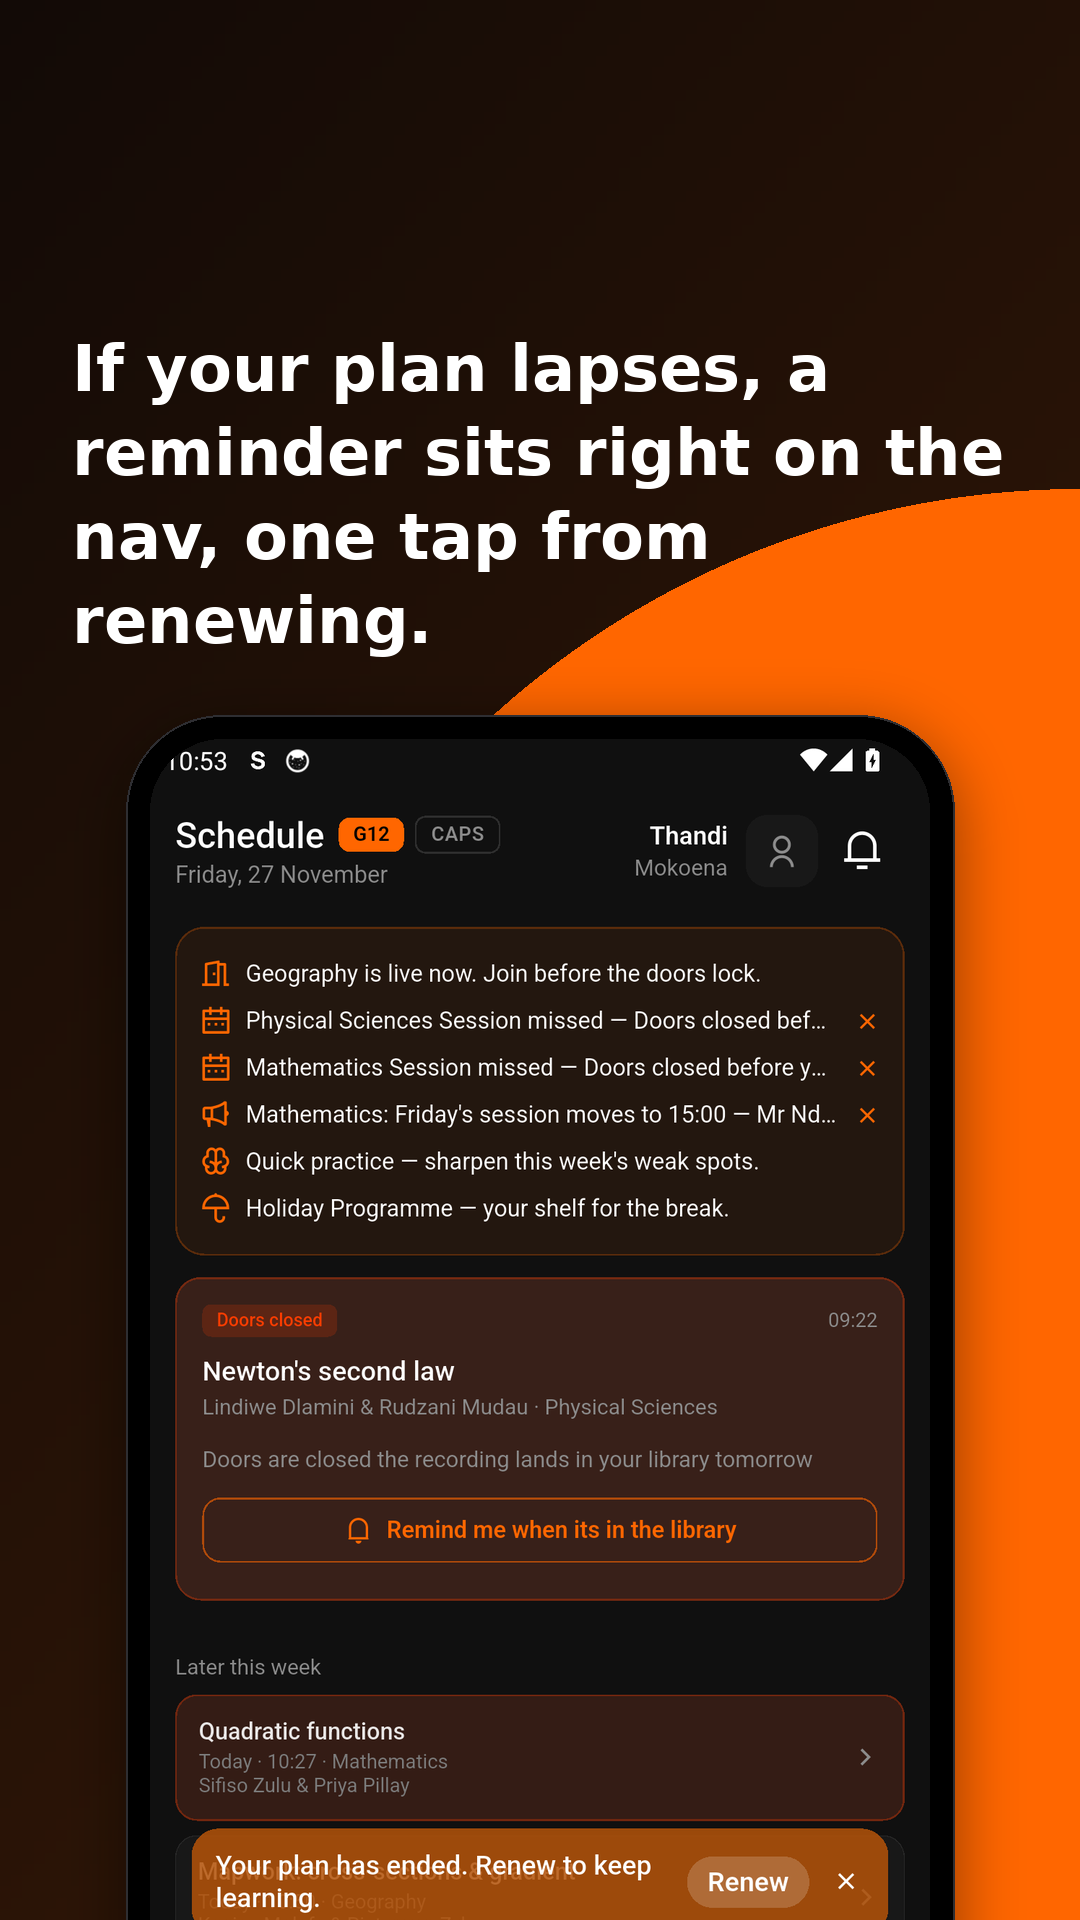 If your plan lapses, a
reminder sits right on the
nav, one tap from
renewing.
10:53 S
Schedule G12 CAPS
Friday, 27 November
Thandi
Mokoena
Geography is live now. Join before the doors lock.
Physical Sciences Session missed — Doors closed bef...
Mathematics Session missed — Doors closed before y...
Mathematics: Friday's session moves to 15:00 — Mr Nd...
Quick practice — sharpen this week's weak spots.
Holiday Programme — your shelf for the break.
Doors closed 09:22
Newton's second law
Lindiwe Dlamini & Rudzani Mudau · Physical Sciences
Doors are closed the recording lands in your library tomorrow
Remind me when its in the library
Later this week
Quadratic functions
Today · 10:27 · Mathematics
Sifiso Zulu & Priya Pillay
Mapwork: cross-sections & gradient
Geography
Your plan has ended. Renew to keep
learning.
Renew